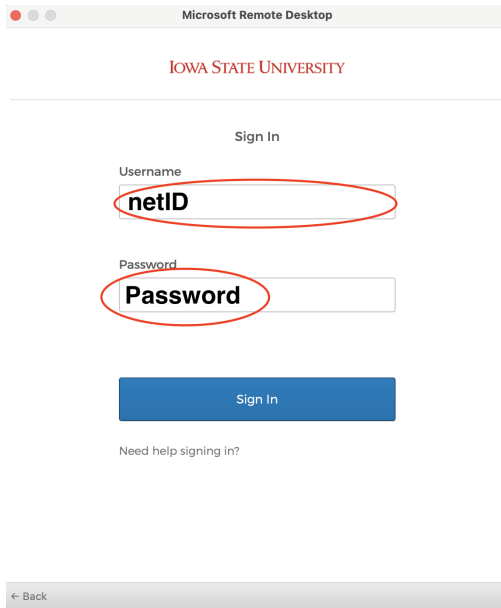 Microsoft Remote Desktop
IOWA STATE UNIVERSITY
Sign In
Username
netID
Password
Password
Sign In
Need help signing in?
← Back